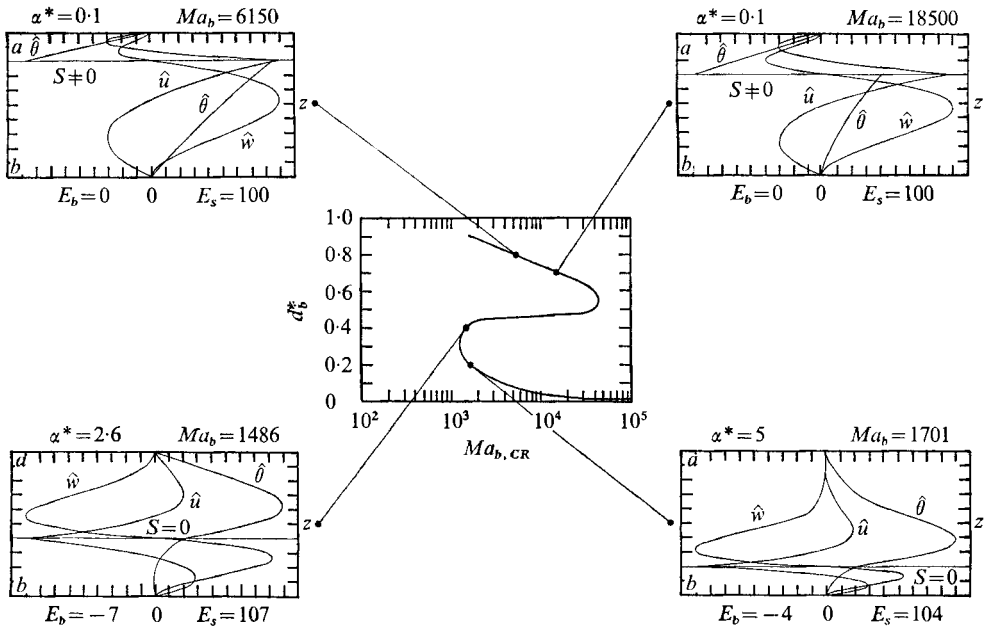 α* = 0·1 Ma_b = 6150
a θ̂
S ≠ 0 û
θ̂
ŵ
z
b
E_b = 0 0 E_s = 100
α* = 0·1 Ma_b = 18500
a θ̂
S ≠ 0 û
θ̂ ŵ
z
b
E_b = 0 0 E_s = 100
1·0
0·8
0·6
0·4
0·2
0
d*_b
10² 10³ 10⁴ 10⁵
Ma_b, CR
α* = 2·6 Ma_b = 1486
a
ŵ û θ̂
S = 0
z
b
E_b = −7 0 E_s = 107
α* = 5 Ma_b = 1701
a
ŵ û θ̂
z
S = 0
b
E_b = −4 0 E_s = 104